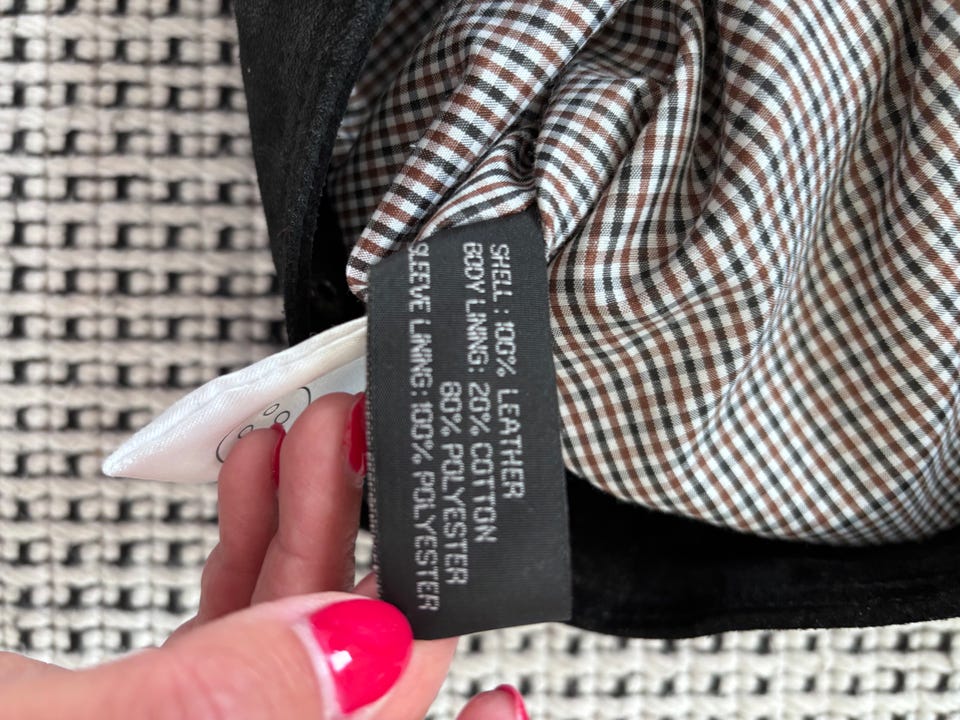 SHELL : 100% LEATHER
BODY LINING: 20% COTTON
80% POLYESTER
SLEEVE LINING: 100% POLYESTER